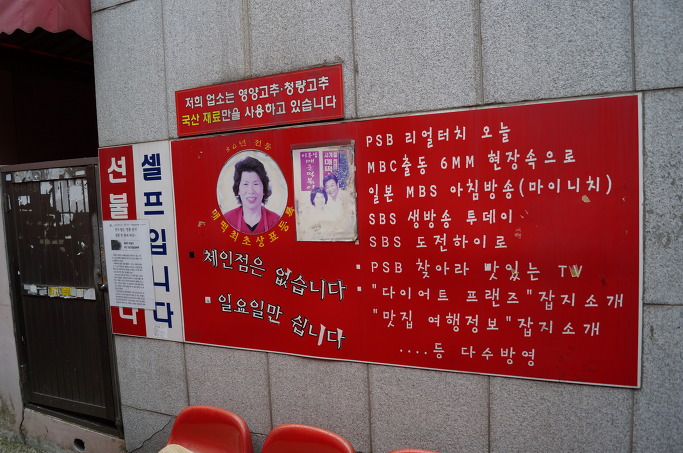 저희 업소는 영양고추·청량고추
국산 재료만을 사용하고 있습니다
선불
셀프입니다
다
체인점은 없습니다
일요일만 쉽니다
PSB 리얼터치 오늘
MBC출동 6MM 현장속으로
일본 MBS 아침방송(마이니치)
SBS 생방송 투데이
SBS 도전하이로
PSB 찾아라 맛있는 TV
"다이어트 프랜즈"잡지소개
"맛집 여행정보"잡지소개
....등 다수방영